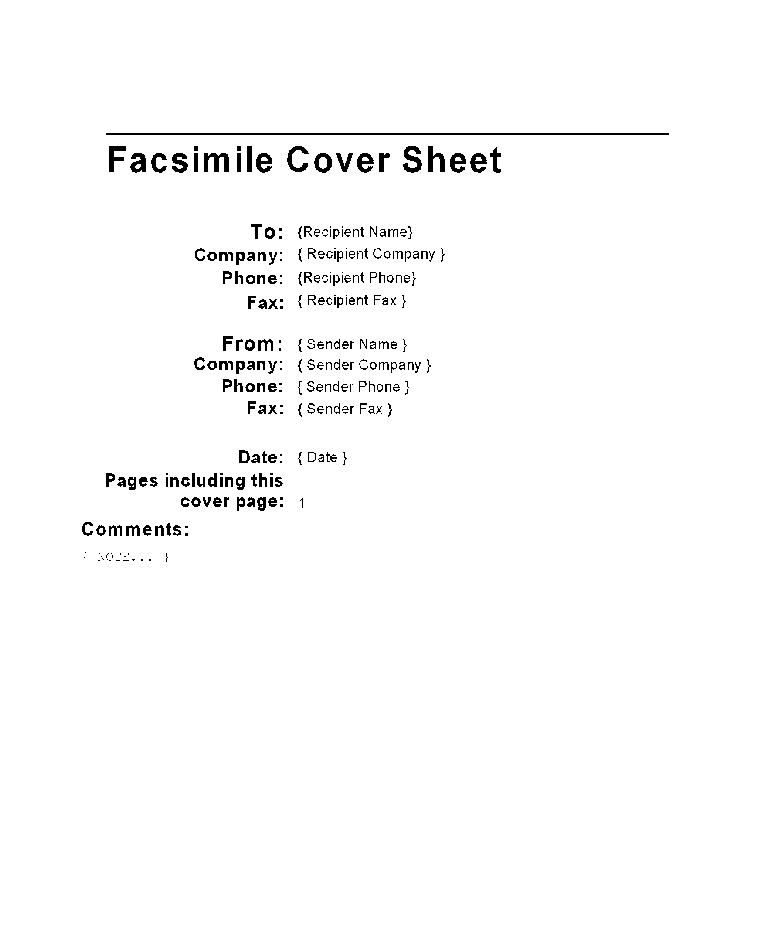 Facsimile Cover Sheet
To: {Recipient Name}
Company: { Recipient Company }
Phone: {Recipient Phone}
Fax: { Recipient Fax }
From: { Sender Name }
Company: { Sender Company }
Phone: { Sender Phone }
Fax: { Sender Fax }
Date: { Date }
Pages including this
cover page: 1
Comments:
{ NOTE... }